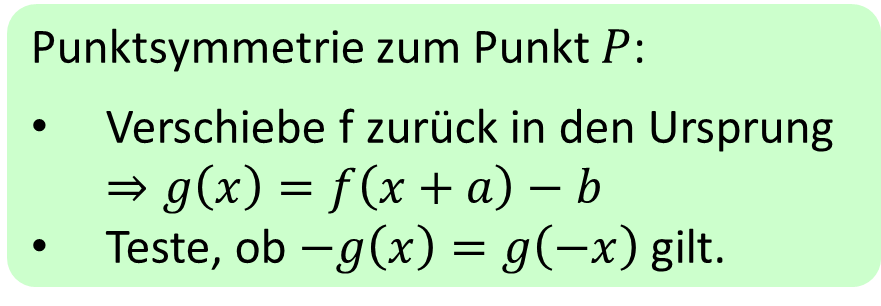 Punktsymmetrie zum Punkt 𝑃:
• Verschiebe f zurück in den Ursprung
⇒ 𝑔(𝑥) = 𝑓(𝑥 + 𝑎) − 𝑏
• Teste, ob −𝑔(𝑥) = 𝑔(−𝑥) gilt.